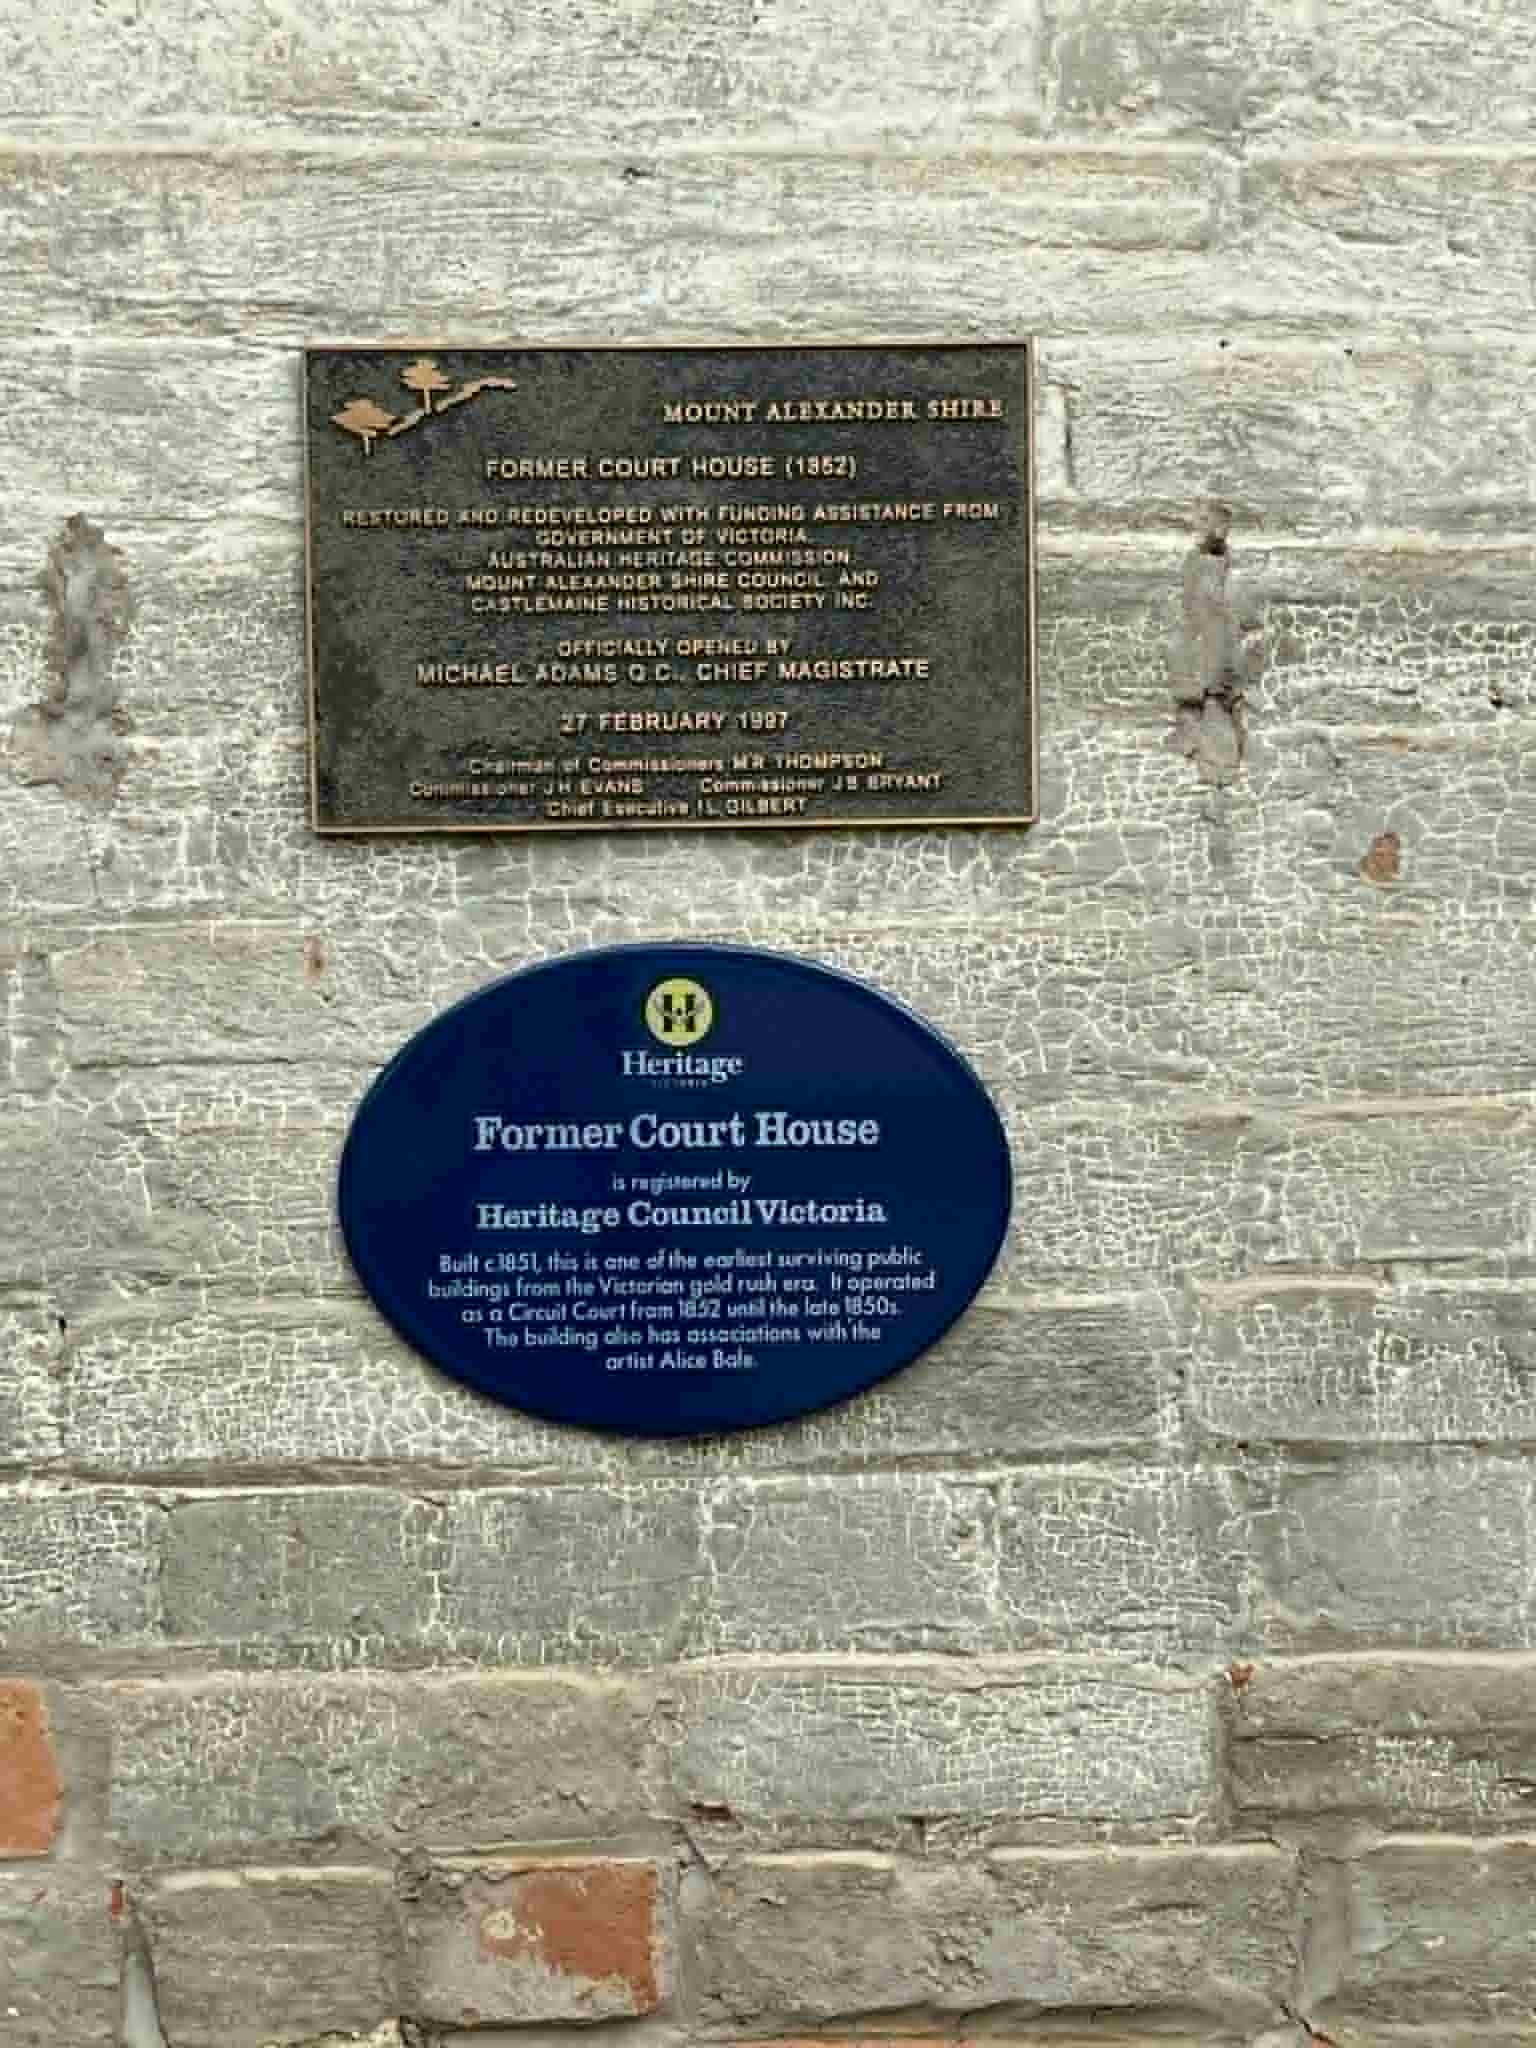 MOUNT ALEXANDER SHIRE
FORMER COURT HOUSE (1852)
RESTORED AND REDEVELOPED WITH FUNDING ASSISTANCE FROM
GOVERNMENT OF VICTORIA
AUSTRALIAN HERITAGE COMMISSION
MOUNT ALEXANDER SHIRE COUNCIL AND
CASTLEMAINE HISTORICAL SOCIETY INC.
OFFICIALLY OPENED BY
MICHAEL ADAMS Q.C., CHIEF MAGISTRATE
27 FEBRUARY 1997
Chairman of Commissioners M R THOMPSON
Commissioner J H EVANS Commissioner J B BRYANT
Chief Executive I L GILBERT
H
Heritage
VICTORIA
Former Court House
is registered by
Heritage Council Victoria
Built c.1851, this is one of the earliest surviving public
buildings from the Victorian gold rush era. It operated
as a Circuit Court from 1852 until the late 1850s.
The building also has associations with the
artist Alice Bale.